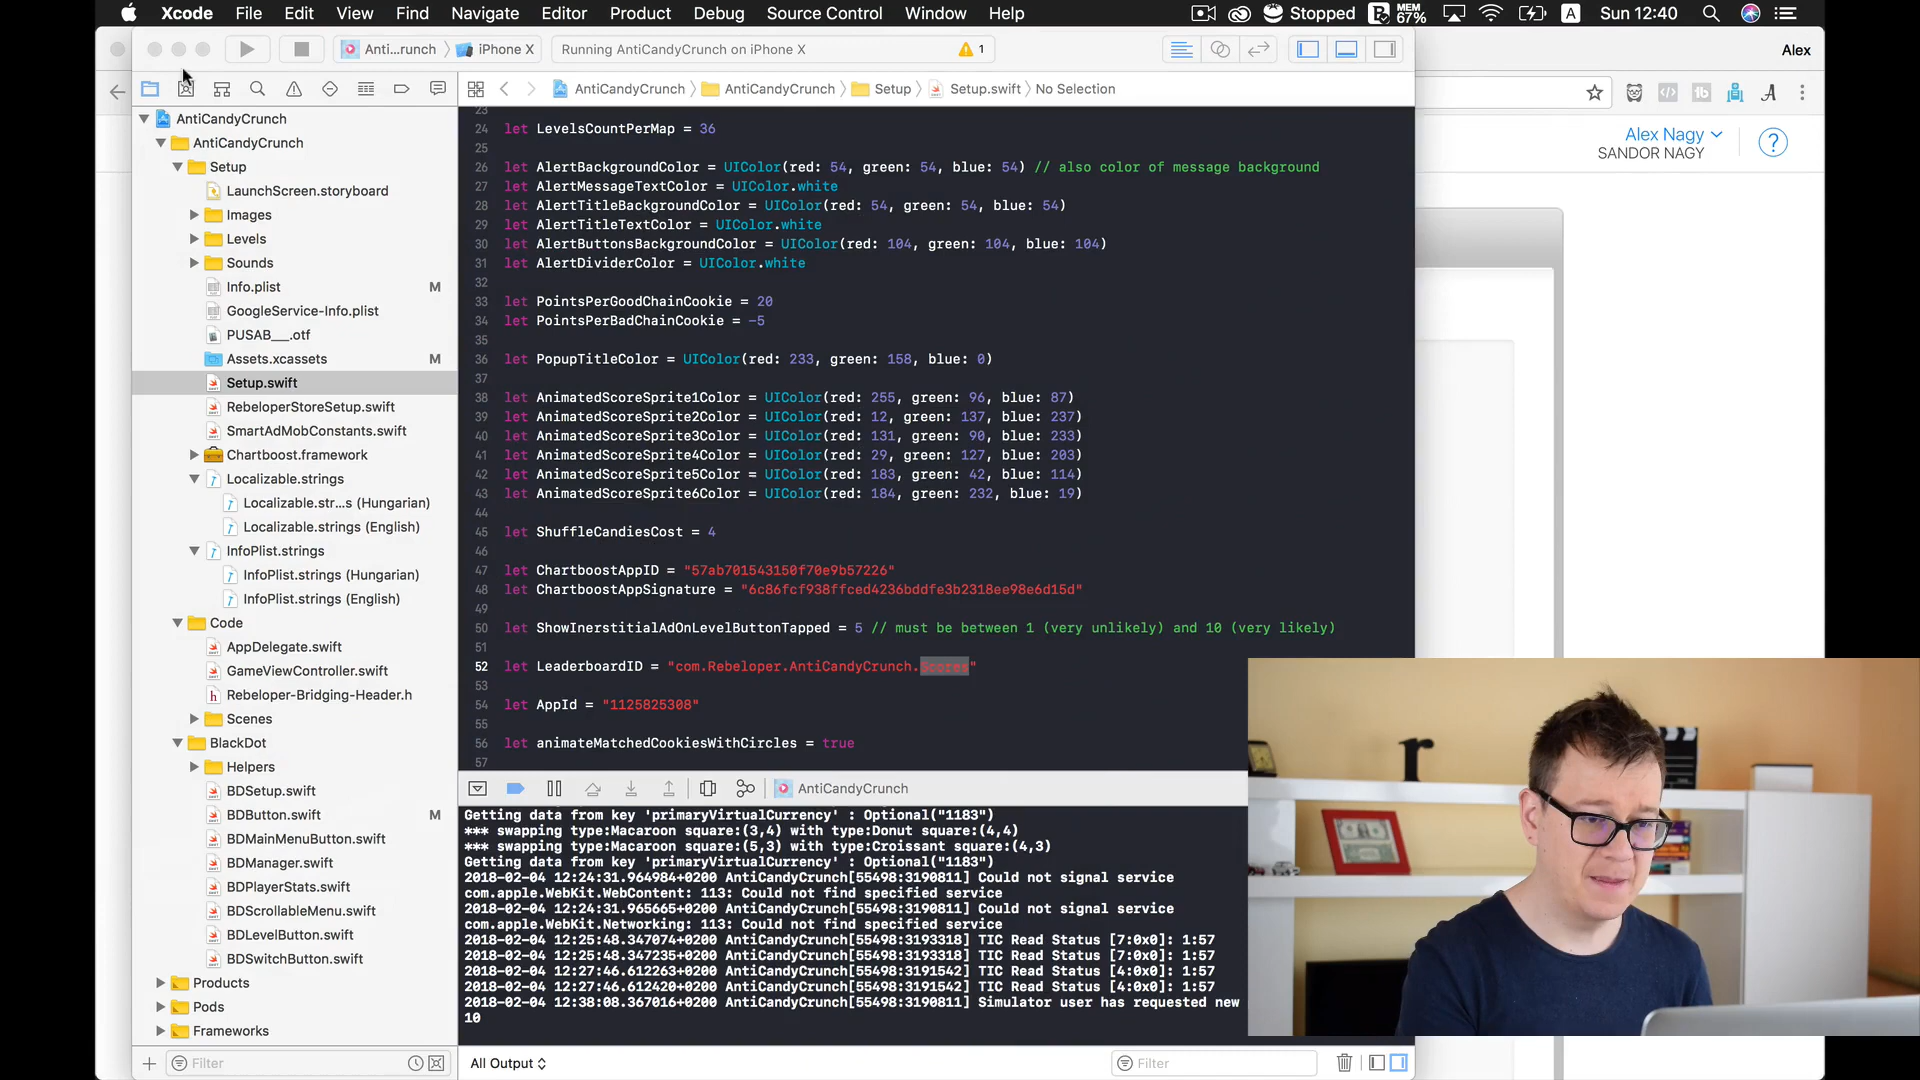 Xcode File Edit View Find Navigate Editor Product Debug Source Control Window Help Stopped MEM 67% A Sun 12:40
Anti...runch iPhone X Running AntiCandyCrunch on iPhone X 1 Alex
AntiCandyCrunch AntiCandyCrunch Setup Setup.swift No Selection
Alex Nagy
SANDOR NAGY
AntiCandyCrunch
AntiCandyCrunch
Setup
LaunchScreen.storyboard
Images
Levels
Sounds
Info.plist M
GoogleService-Info.plist
PUSAB___.otf
Assets.xcassets M
Setup.swift
RebeloperStoreSetup.swift
SmartAdMobConstants.swift
Chartboost.framework
Localizable.strings
Localizable.str...s (Hungarian)
Localizable.strings (English)
InfoPlist.strings
InfoPlist.strings (Hungarian)
InfoPlist.strings (English)
Code
AppDelegate.swift
GameViewController.swift
Rebeloper-Bridging-Header.h
Scenes
BlackDot
Helpers
BDSetup.swift
BDButton.swift M
BDMainMenuButton.swift
BDManager.swift
BDPlayerStats.swift
BDScrollableMenu.swift
BDLevelButton.swift
BDSwitchButton.swift
Products
Pods
Frameworks
Filter
23
24 let LevelsCountPerMap = 36
25
26 let AlertBackgroundColor = UIColor(red: 54, green: 54, blue: 54) // also color of message background
27 let AlertMessageTextColor = UIColor.white
28 let AlertTitleBackgroundColor = UIColor(red: 54, green: 54, blue: 54)
29 let AlertTitleTextColor = UIColor.white
30 let AlertButtonsBackgroundColor = UIColor(red: 104, green: 104, blue: 104)
31 let AlertDividerColor = UIColor.white
32
33 let PointsPerGoodChainCookie = 20
34 let PointsPerBadChainCookie = -5
35
36 let PopupTitleColor = UIColor(red: 233, green: 158, blue: 0)
37
38 let AnimatedScoreSprite1Color = UIColor(red: 255, green: 96, blue: 87)
39 let AnimatedScoreSprite2Color = UIColor(red: 12, green: 137, blue: 237)
40 let AnimatedScoreSprite3Color = UIColor(red: 131, green: 90, blue: 233)
41 let AnimatedScoreSprite4Color = UIColor(red: 29, green: 127, blue: 203)
42 let AnimatedScoreSprite5Color = UIColor(red: 183, green: 42, blue: 114)
43 let AnimatedScoreSprite6Color = UIColor(red: 184, green: 232, blue: 19)
44
45 let ShuffleCandiesCost = 4
46
47 let ChartboostAppID = "57ab701543150f70e9b57226"
48 let ChartboostAppSignature = "6c86fcf938ffced4236bddfe3b2318ee98e6d15d"
49
50 let ShowInerstitialAdOnLevelButtonTapped = 5 // must be between 1 (very unlikely) and 10 (very likely)
51
52 let LeaderboardID = "com.Rebeloper.AntiCandyCrunch.Scores"
53
54 let AppId = "1125825308"
55
56 let animateMatchedCookiesWithCircles = true
57
AntiCandyCrunch
Getting data from key 'primaryVirtualCurrency' : Optional("1183")
*** swapping type:Macaroon square:(3,4) with type:Donut square:(4,4)
*** swapping type:Macaroon square:(5,3) with type:Croissant square:(4,3)
Getting data from key 'primaryVirtualCurrency' : Optional("1183")
2018-02-04 12:24:31.964984+0200 AntiCandyCrunch[55498:3190811] Could not signal service
com.apple.WebKit.WebContent: 113: Could not find specified service
2018-02-04 12:24:31.965665+0200 AntiCandyCrunch[55498:3190811] Could not signal service
com.apple.WebKit.Networking: 113: Could not find specified service
2018-02-04 12:25:48.347074+0200 AntiCandyCrunch[55498:3193318] TIC Read Status [7:0x0]: 1:57
2018-02-04 12:25:48.347235+0200 AntiCandyCrunch[55498:3193318] TIC Read Status [7:0x0]: 1:57
2018-02-04 12:27:46.612263+0200 AntiCandyCrunch[55498:3191542] TIC Read Status [4:0x0]: 1:57
2018-02-04 12:27:46.612420+0200 AntiCandyCrunch[55498:3191542] TIC Read Status [4:0x0]: 1:57
2018-02-04 12:38:08.367016+0200 AntiCandyCrunch[55498:3190811] Simulator user has requested new
10
All Output Filter